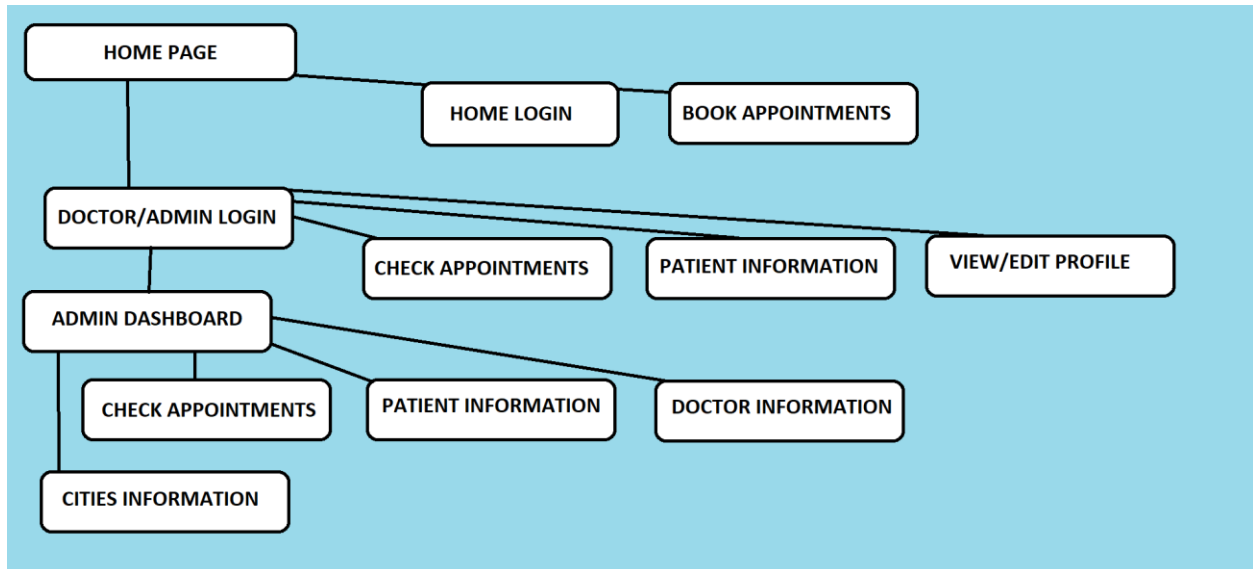 HOME PAGE
HOME LOGIN
BOOK APPOINTMENTS
DOCTOR/ADMIN LOGIN
CHECK APPOINTMENTS
PATIENT INFORMATION
VIEW/EDIT PROFILE
ADMIN DASHBOARD
CHECK APPOINTMENTS
PATIENT INFORMATION
DOCTOR INFORMATION
CITIES INFORMATION